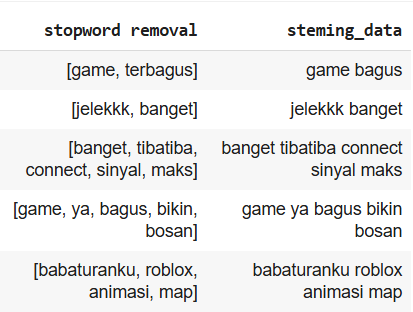 stopword removal steming_data
[game, terbagus] game bagus
[jelekkk, banget] jelekkk banget
[banget, tibatiba, connect, sinyal, maks] banget tibatiba connect sinyal maks
[game, ya, bagus, bikin, bosan] game ya bagus bikin bosan
[babaturanku, roblox, animasi, map] babaturanku roblox animasi map